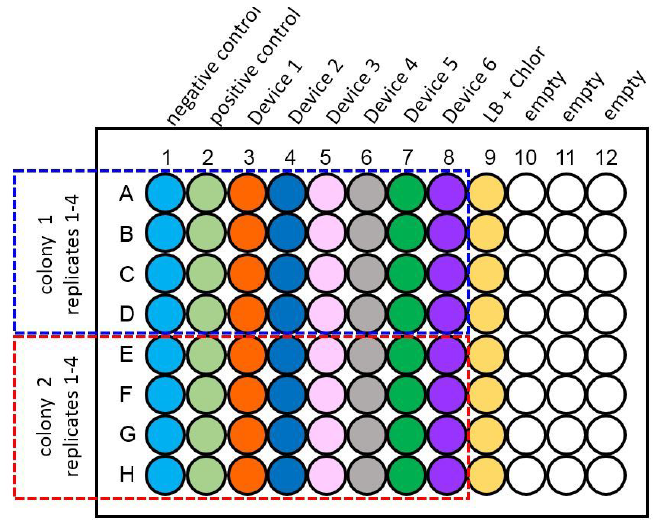 negative control
positive control
Device 1
Device 2
Device 3
Device 4
Device 5
Device 6
LB + Chlor
empty
empty
empty
1 2 3 4 5 6 7 8 9 10 11 12
colony 1
replicates 1-4
A
B
C
D
colony 2
replicates 1-4
E
F
G
H